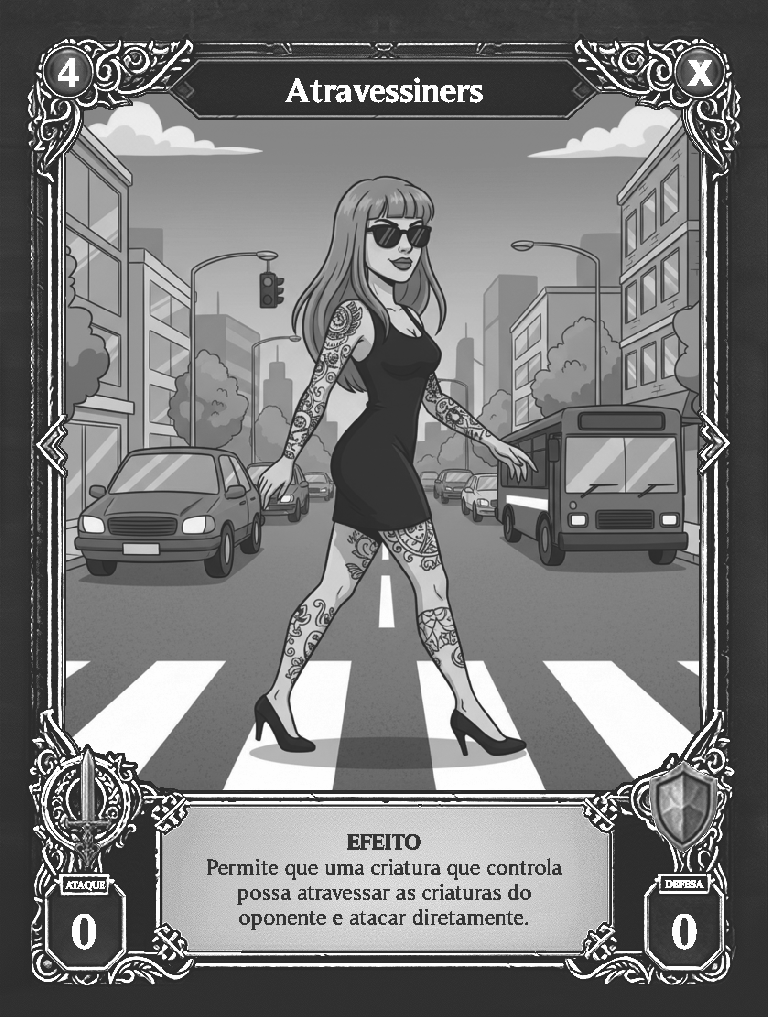 4
Atravessiners
X
EFEITO
Permite que uma criatura que controla
possa atravessar as criaturas do
oponente e atacar diretamente.
ATAQUE
0
DEFESA
0